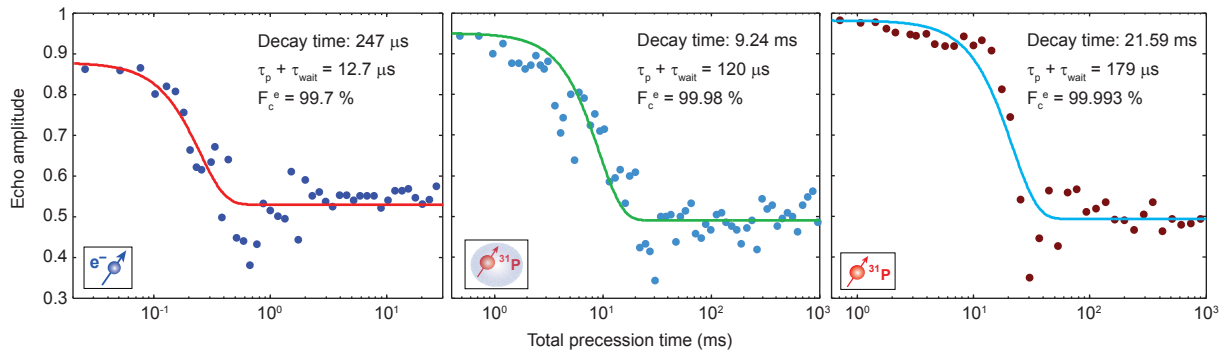 Echo amplitude
1
0.9
0.8
0.7
0.6
0.5
0.4
0.3
Decay time: 247 μs
τp + τwait = 12.7 μs
Fce = 99.7 %
e–
10-1
100
101
Decay time: 9.24 ms
τp + τwait = 120 μs
Fce = 99.98 %
31P
100
101
102
103
Decay time: 21.59 ms
τp + τwait = 179 μs
Fce = 99.993 %
31P
100
101
102
103
Total precession time (ms)